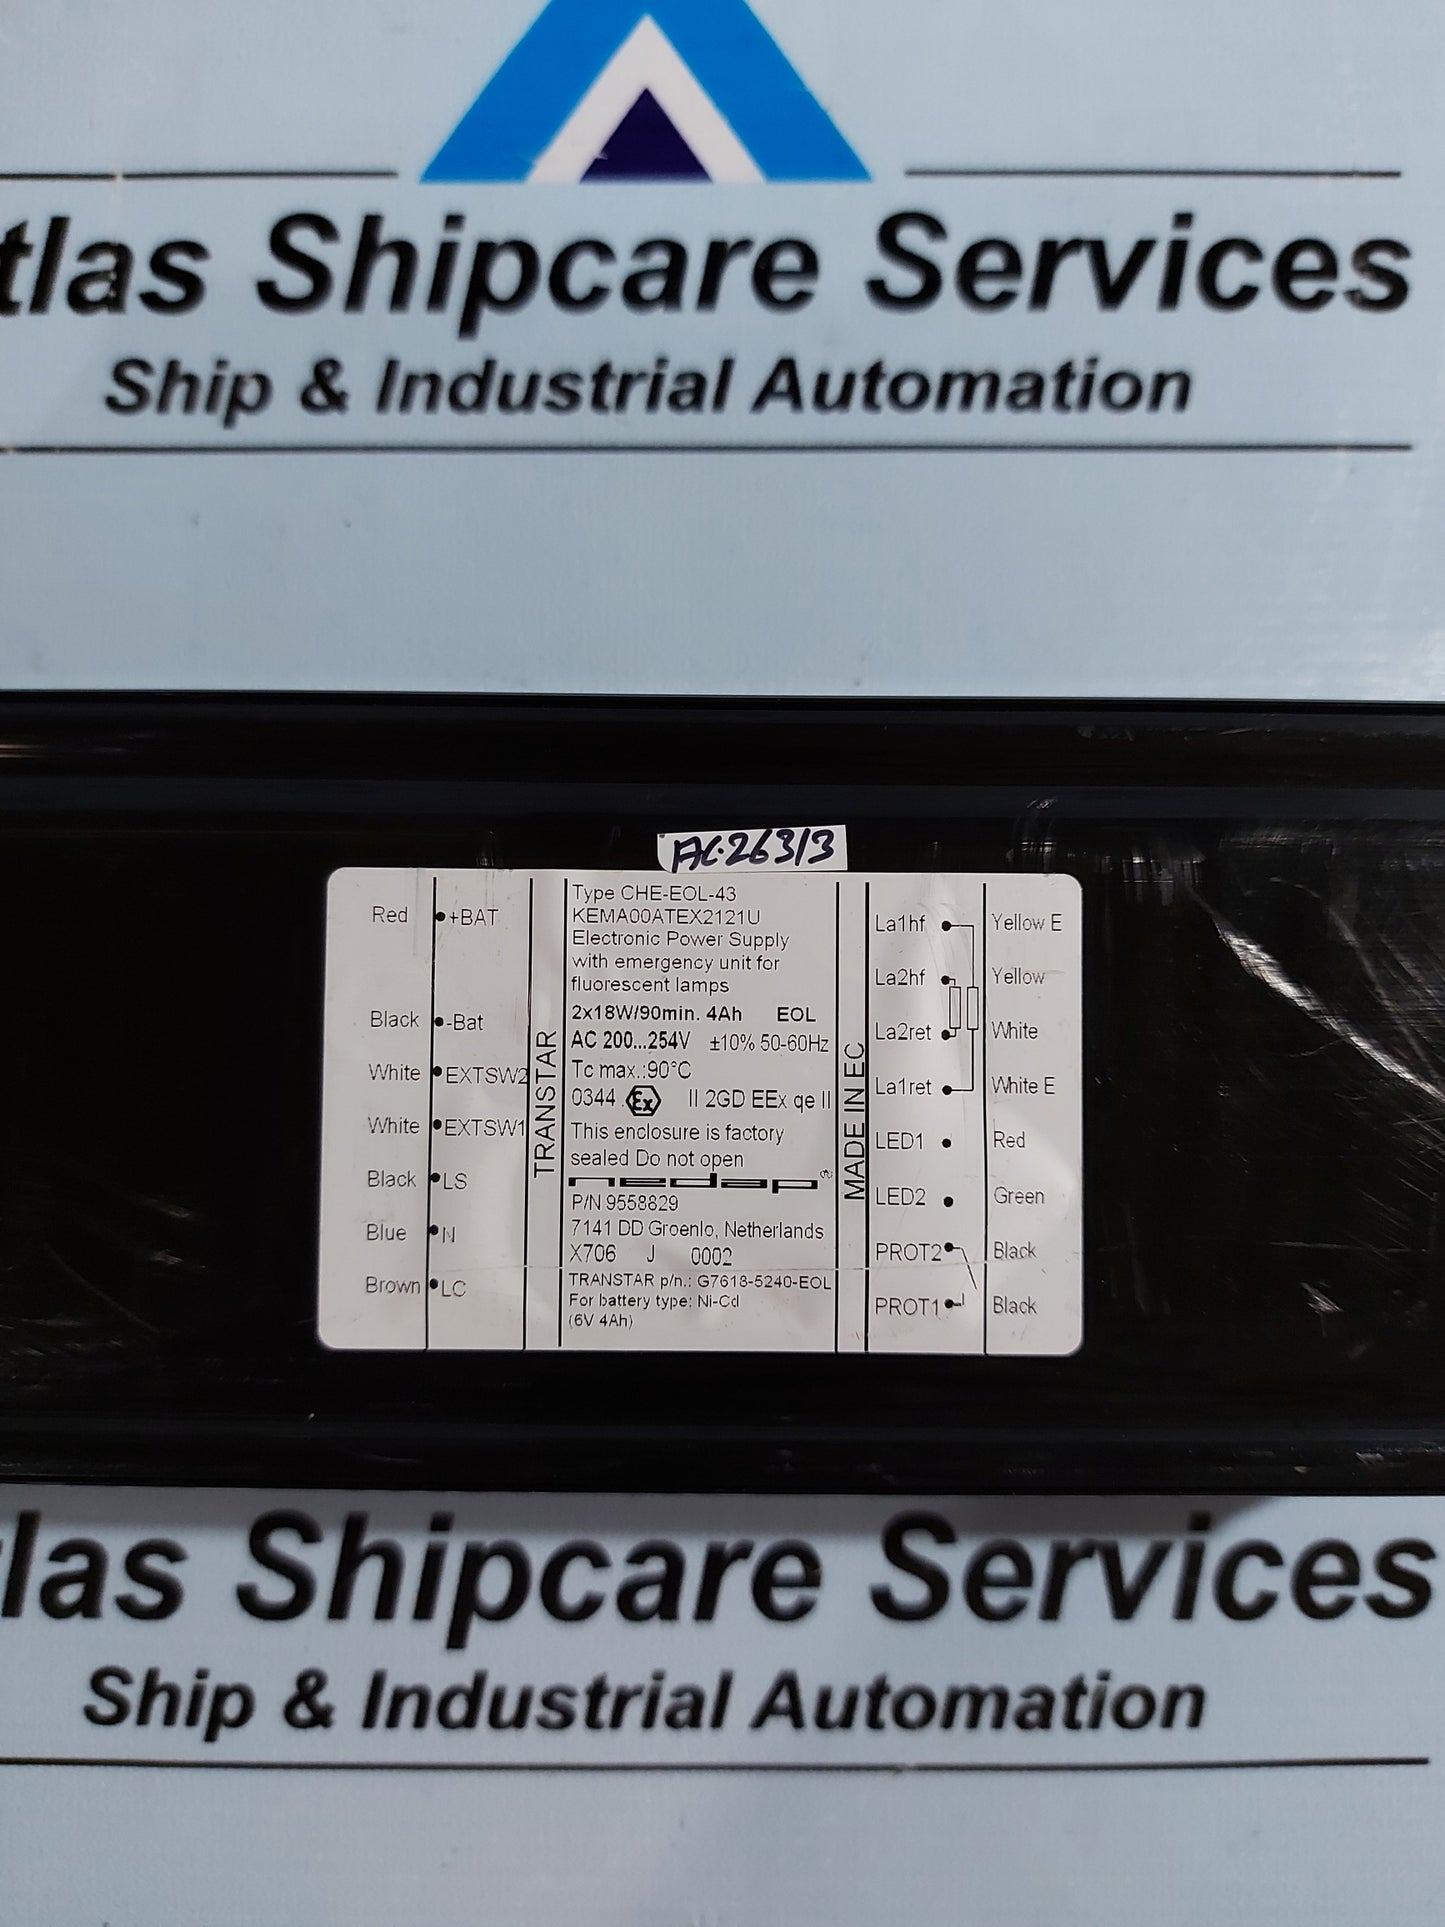 tlas Shipcare Services
Ship & Industrial Automation
AC-263/3
Red +BAT
Black -Bat
White EXTSW2
White EXTSW1
Black LS
Blue N
Brown LC
TRANSTAR
Type CHE-EOL-43
KEMA00ATEX2121U
Electronic Power Supply
with emergency unit for
fluorescent lamps
2x18W/90min. 4Ah EOL
AC 200...254V ±10% 50-60Hz
Tc max.:90°C
0344 Ex II 2GD EEx qe II
This enclosure is factory
sealed Do not open
nedap®
P/N 9558829
7141 DD Groenlo, Netherlands
X706 J 0002
TRANSTAR p/n.: G7618-5240-EOL
For battery type: Ni-Cd
(6V 4Ah)
MADE IN EC
La1hf Yellow E
La2hf Yellow
La2ret White
La1ret White E
LED1 Red
LED2 Green
PROT2 Black
PROT1 Black
las Shipcare Services
Ship & Industrial Automation